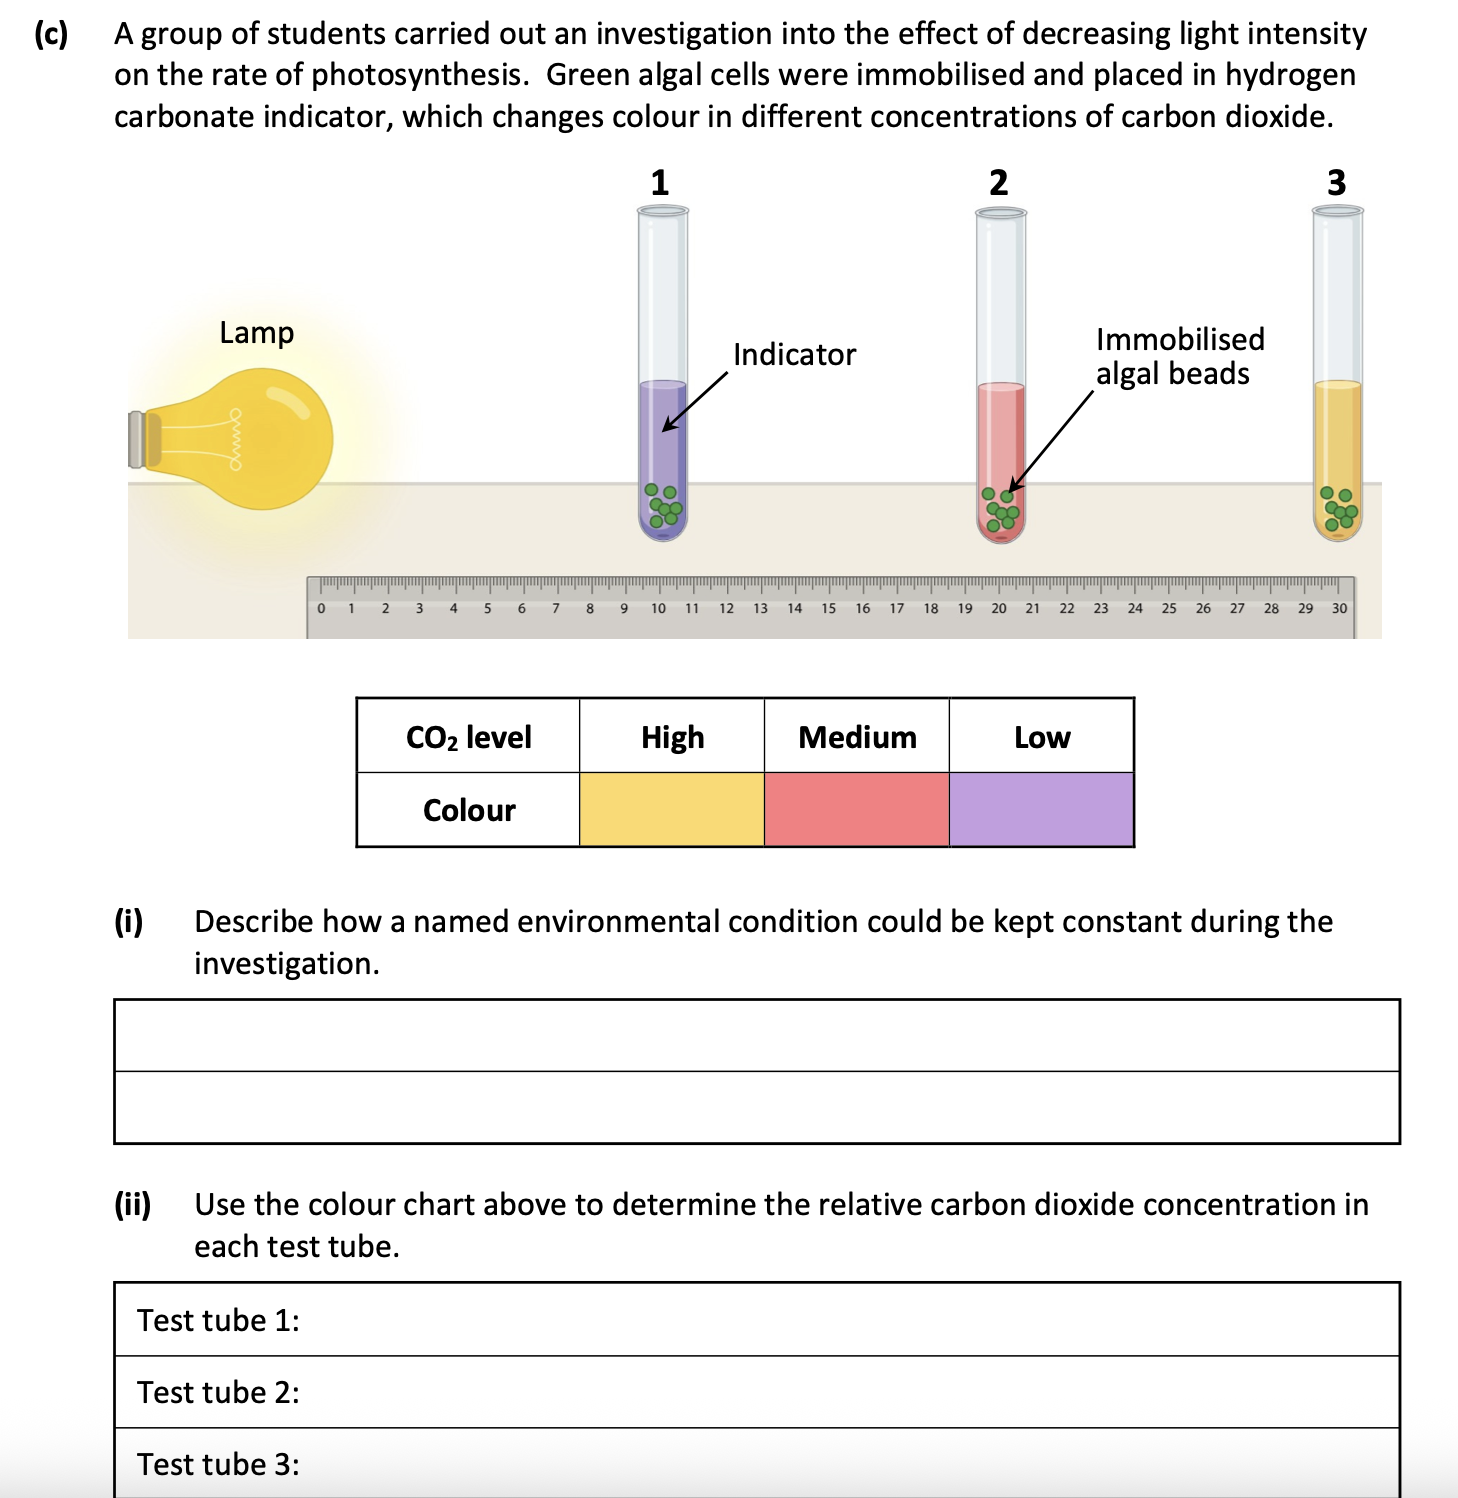 (c) A group of students carried out an investigation into the effect of decreasing light intensity
on the rate of photosynthesis. Green algal cells were immobilised and placed in hydrogen
carbonate indicator, which changes colour in different concentrations of carbon dioxide.
1 2 3
Lamp
Indicator
Immobilised
algal beads
0 1 2 3 4 5 6 7 8 9 10 11 12 13 14 15 16 17 18 19 20 21 22 23 24 25 26 27 28 29 30
CO₂ level High Medium Low
Colour
(i) Describe how a named environmental condition could be kept constant during the
investigation.
(ii) Use the colour chart above to determine the relative carbon dioxide concentration in
each test tube.
Test tube 1:
Test tube 2:
Test tube 3: